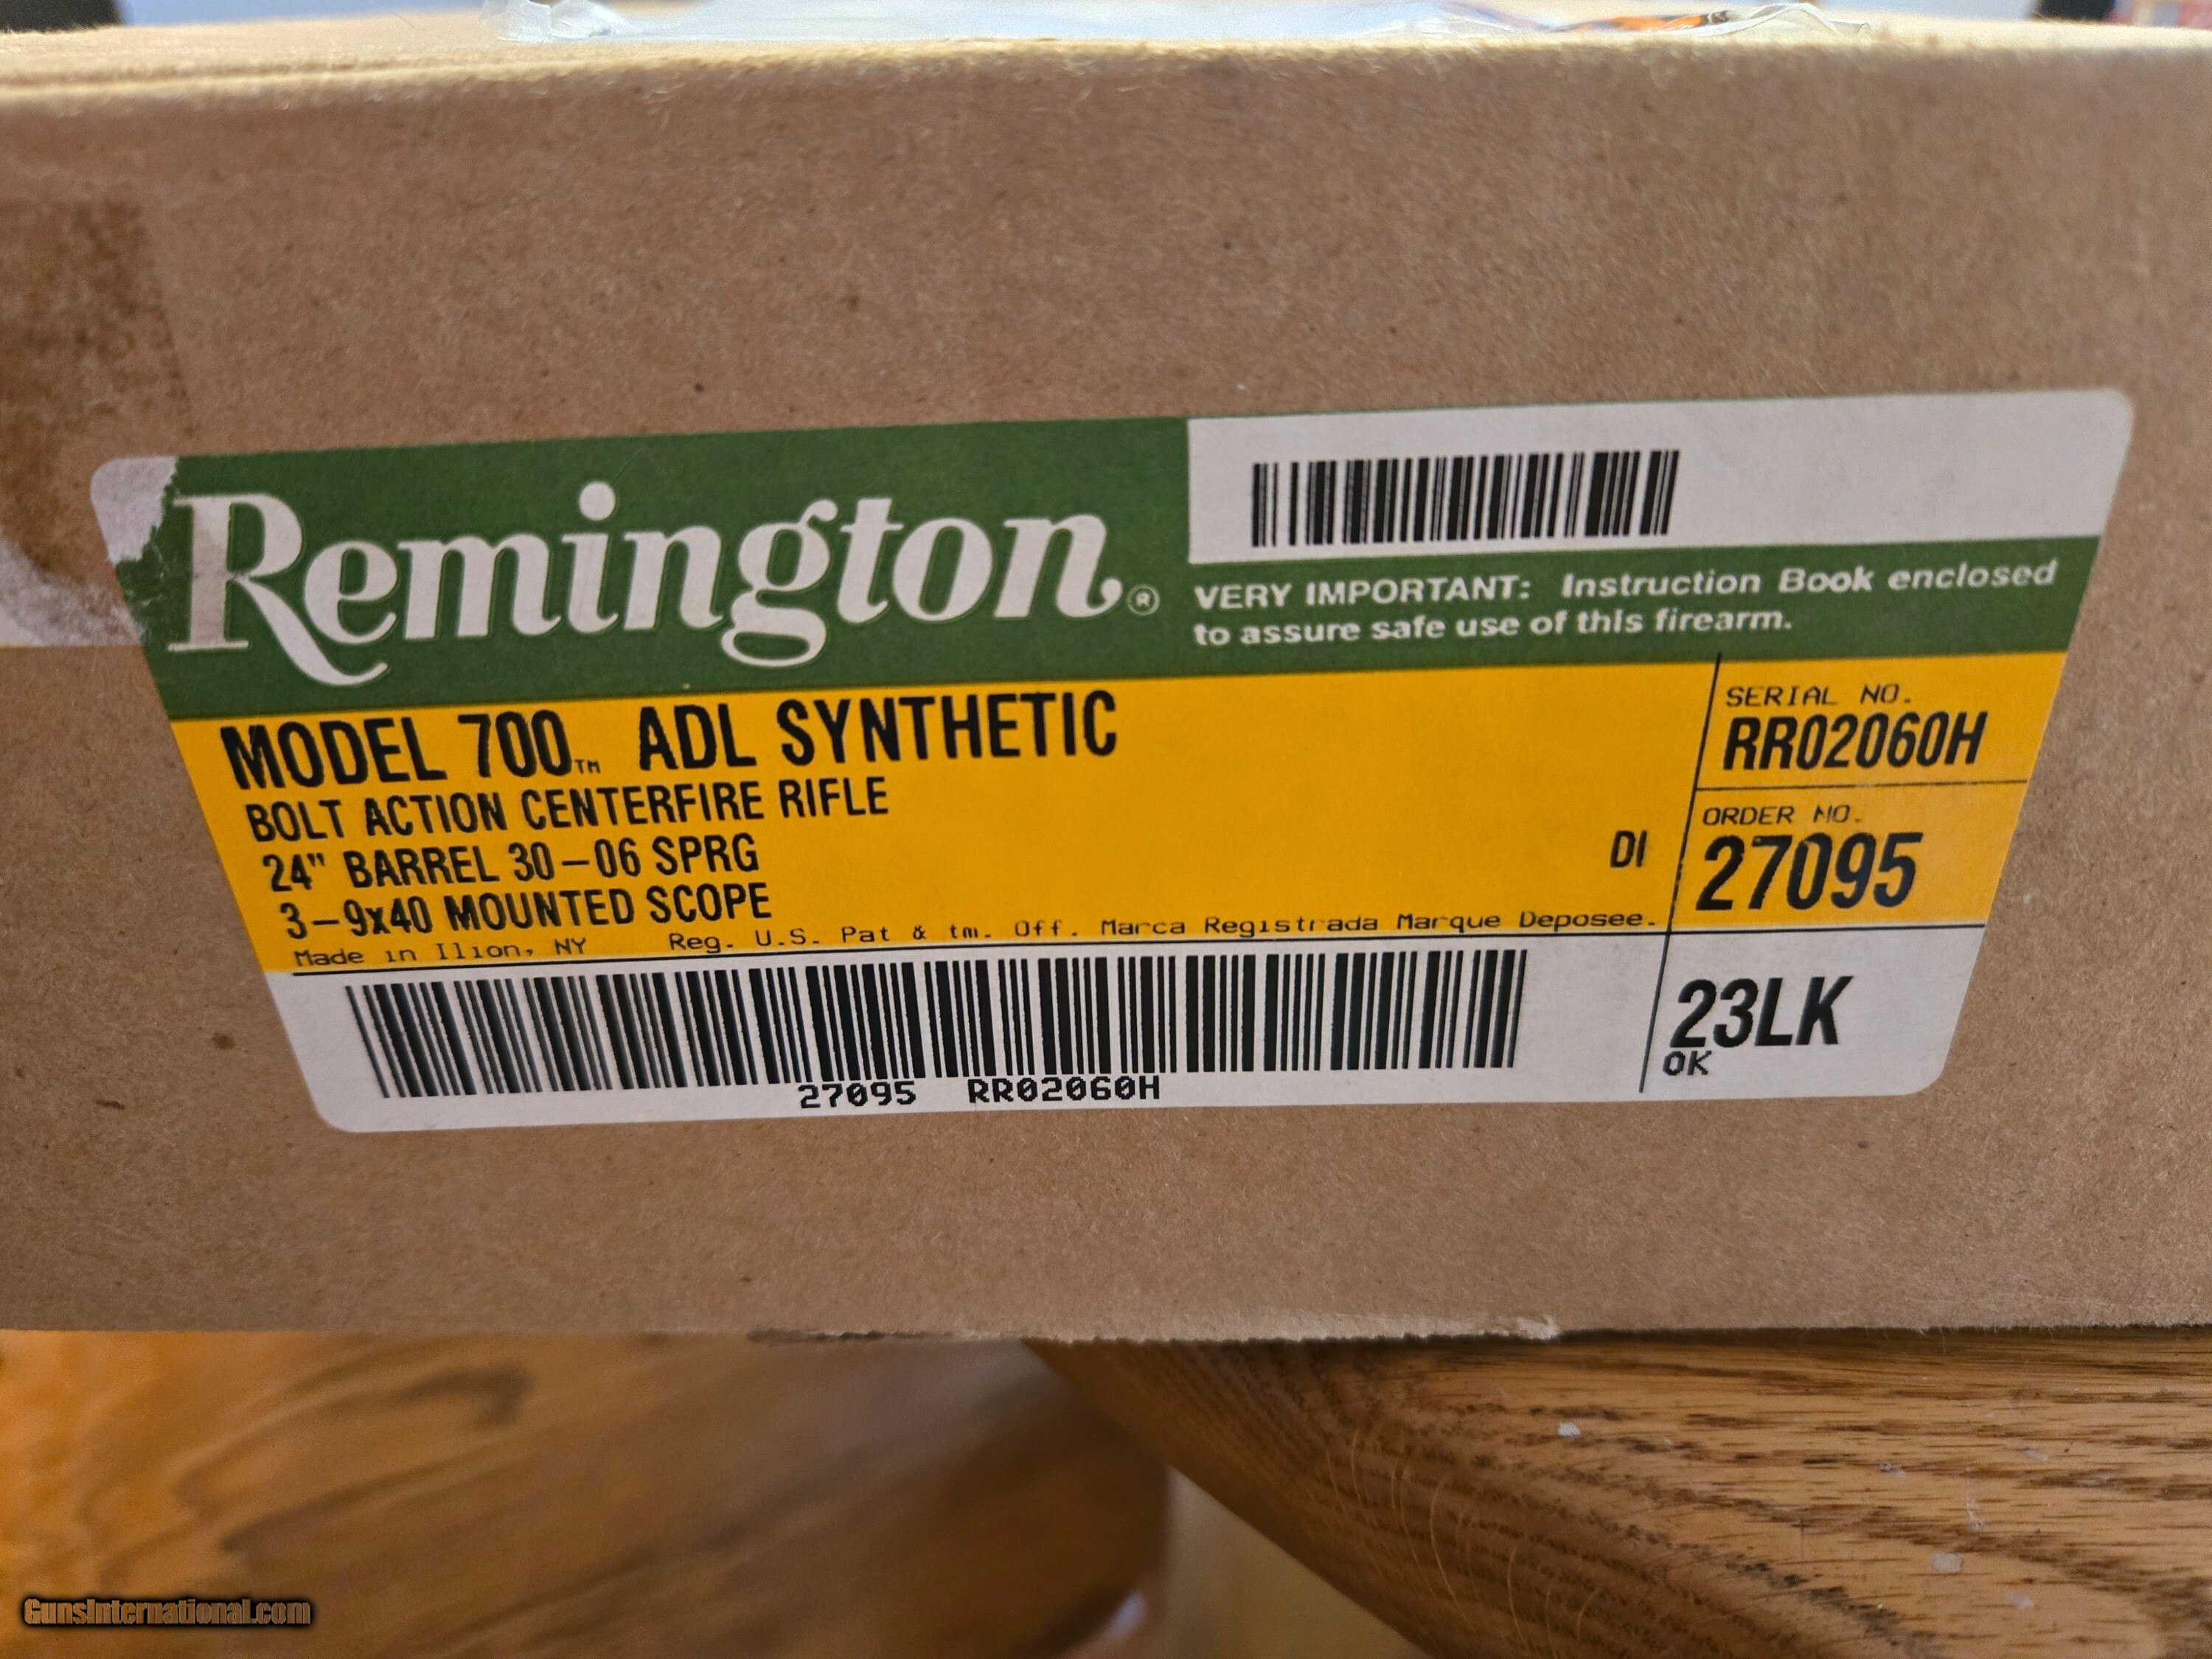 Remington®
VERY IMPORTANT: Instruction Book enclosed
to assure safe use of this firearm.
MODEL 700™ ADL SYNTHETIC
BOLT ACTION CENTERFIRE RIFLE
24" BARREL 30-06 SPRG
3-9x40 MOUNTED SCOPE
DI
Made in Ilion, NY Reg. U.S. Pat & tm. Off. Marca Registrada Marque Deposee.
SERIAL NO.
RR02060H
ORDER NO.
27095
23LK
OK
27095 RR02060H
GunsInternational.com